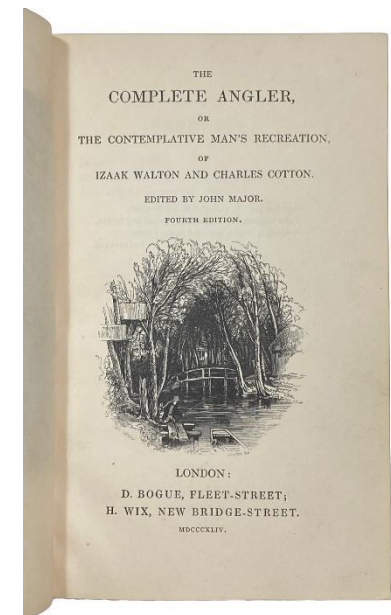 THE
COMPLETE ANGLER,
OR
THE CONTEMPLATIVE MAN'S RECREATION,
OF
IZAAK WALTON AND CHARLES COTTON.
EDITED BY JOHN MAJOR.
FOURTH EDITION.
LONDON:
D. BOGUE, FLEET-STREET;
H. WIX, NEW BRIDGE-STREET.
MDCCCXLIV.